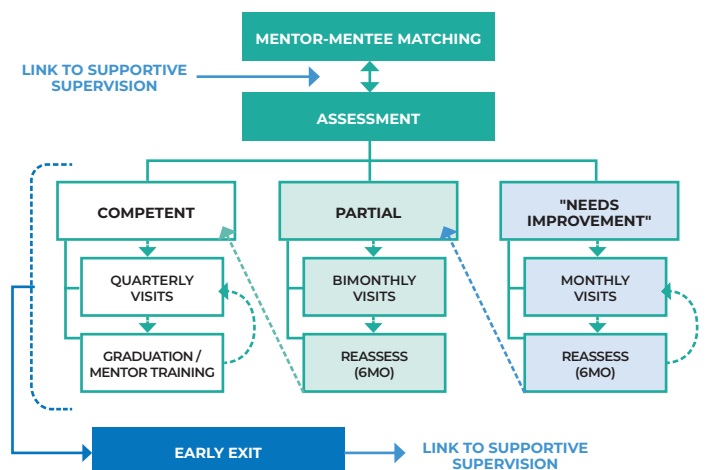 MENTOR-MENTEE MATCHING
LINK TO SUPPORTIVE
SUPERVISION
ASSESSMENT
COMPETENT
PARTIAL
"NEEDS
IMPROVEMENT"
QUARTERLY
VISITS
BIMONTHLY
VISITS
MONTHLY
VISITS
GRADUATION /
MENTOR TRAINING
REASSESS
(6MO)
REASSESS
(6MO)
EARLY EXIT
LINK TO SUPPORTIVE
SUPERVISION